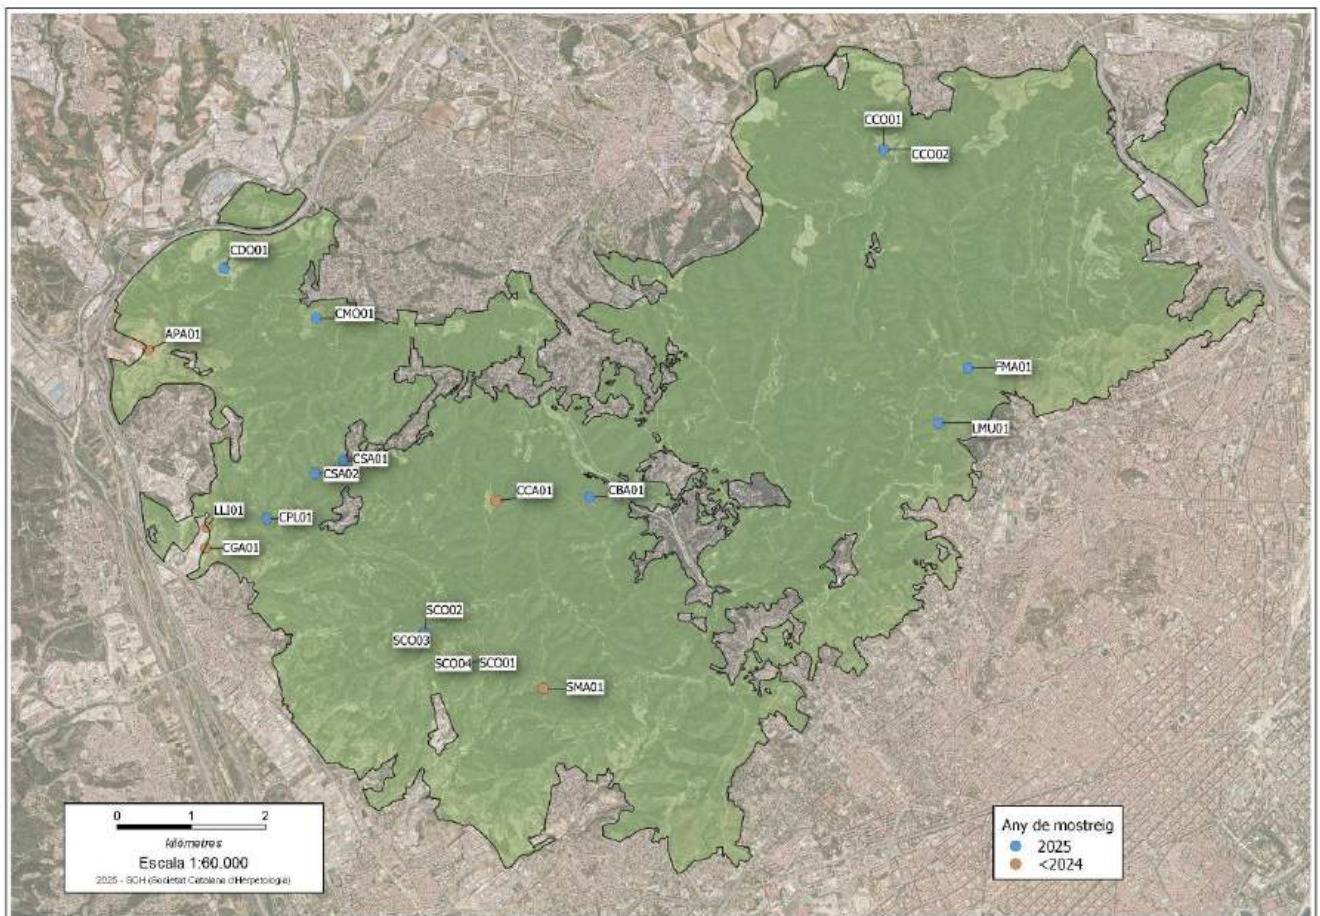 CCO01
CCO02
CDO01
CMO01
APA01
FMA01
LMU01
CSA01
CSA02
CCA01
CBA01
LLI01
CPL01
CGA01
SCO02
SCO03
SCO04
SCO01
SMA01
0 1 2
kilòmetres
Escala 1:60.000
2025 - SCH (Societat Catalana d'Herpetologia)
Any de mostreig
2025
<2024